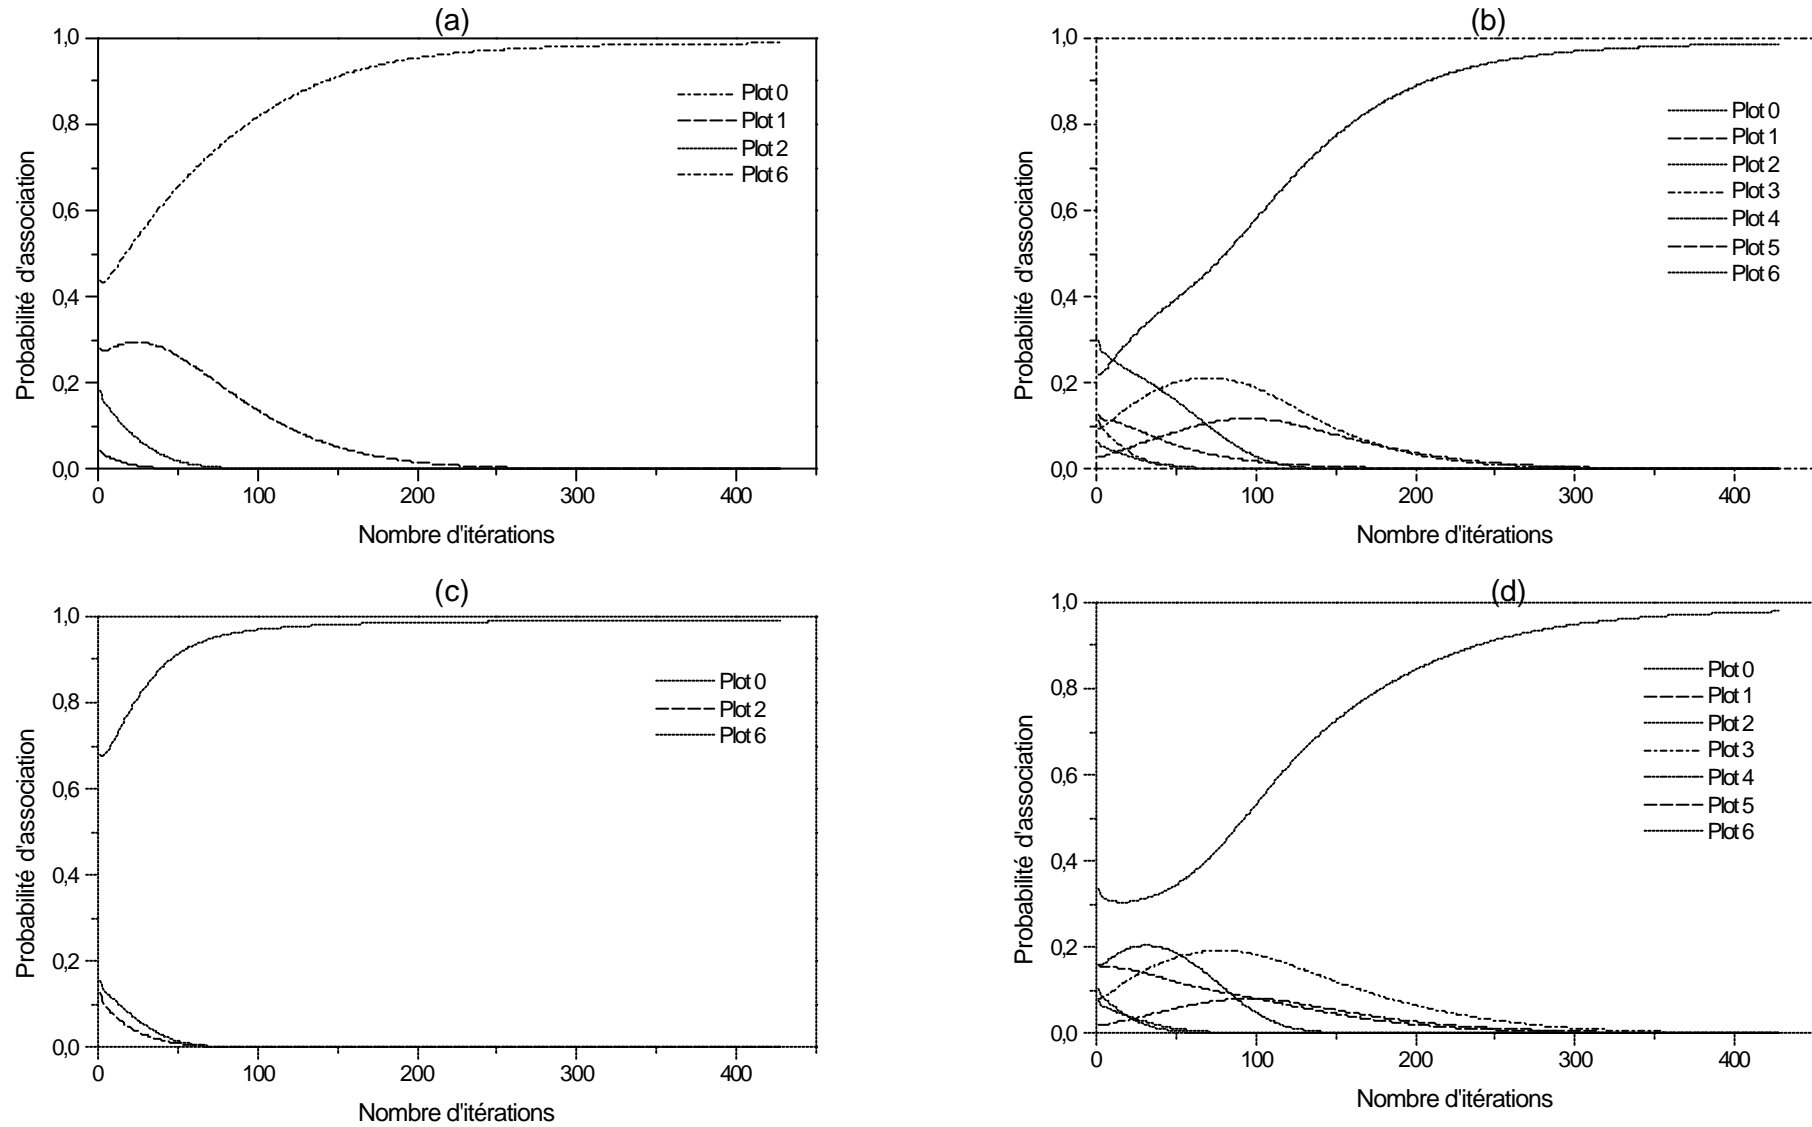 (a)
1,0
0,8
0,6
0,4
0,2
0,0
Probabilité d'association
Plot 0
Plot 1
Plot 2
Plot 6
0 100 200 300 400
Nombre d'itérations
(b)
1,0
0,8
0,6
0,4
0,2
0,0
Probabilité d'association
Plot 0
Plot 1
Plot 2
Plot 3
Plot 4
Plot 5
Plot 6
0 100 200 300 400
Nombre d'itérations
(c)
1,0
0,8
0,6
0,4
0,2
0,0
Probabilité d'association
Plot 0
Plot 2
Plot 6
0 100 200 300 400
Nombre d'itérations
(d)
1,0
0,8
0,6
0,4
0,2
0,0
Probabilité d'association
Plot 0
Plot 1
Plot 2
Plot 3
Plot 4
Plot 5
Plot 6
0 100 200 300 400
Nombre d'itérations